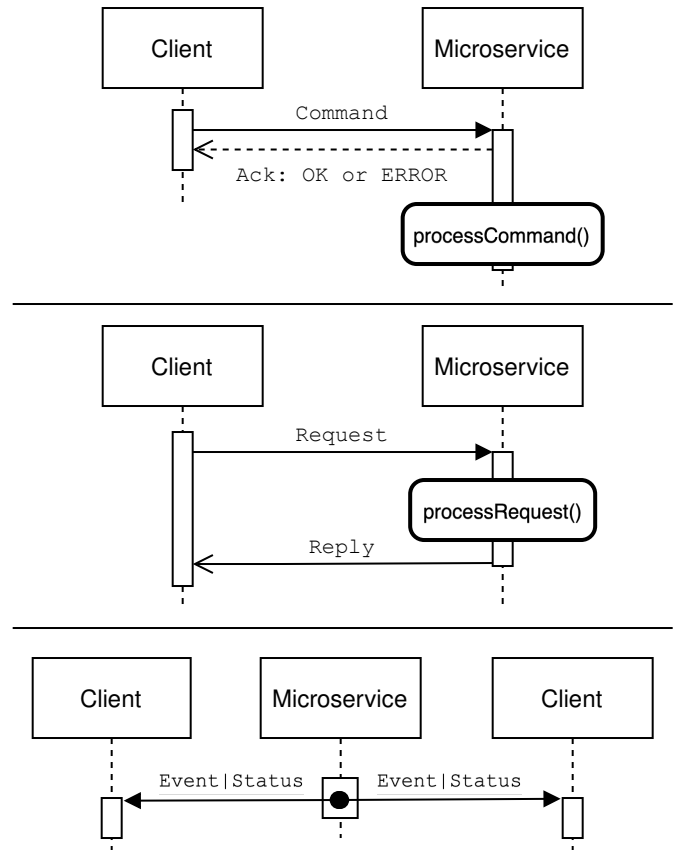 Client
Microservice
Command
Ack: OK or ERROR
processCommand()
Client
Microservice
Request
processRequest()
Reply
Client
Microservice
Client
Event|Status
Event|Status